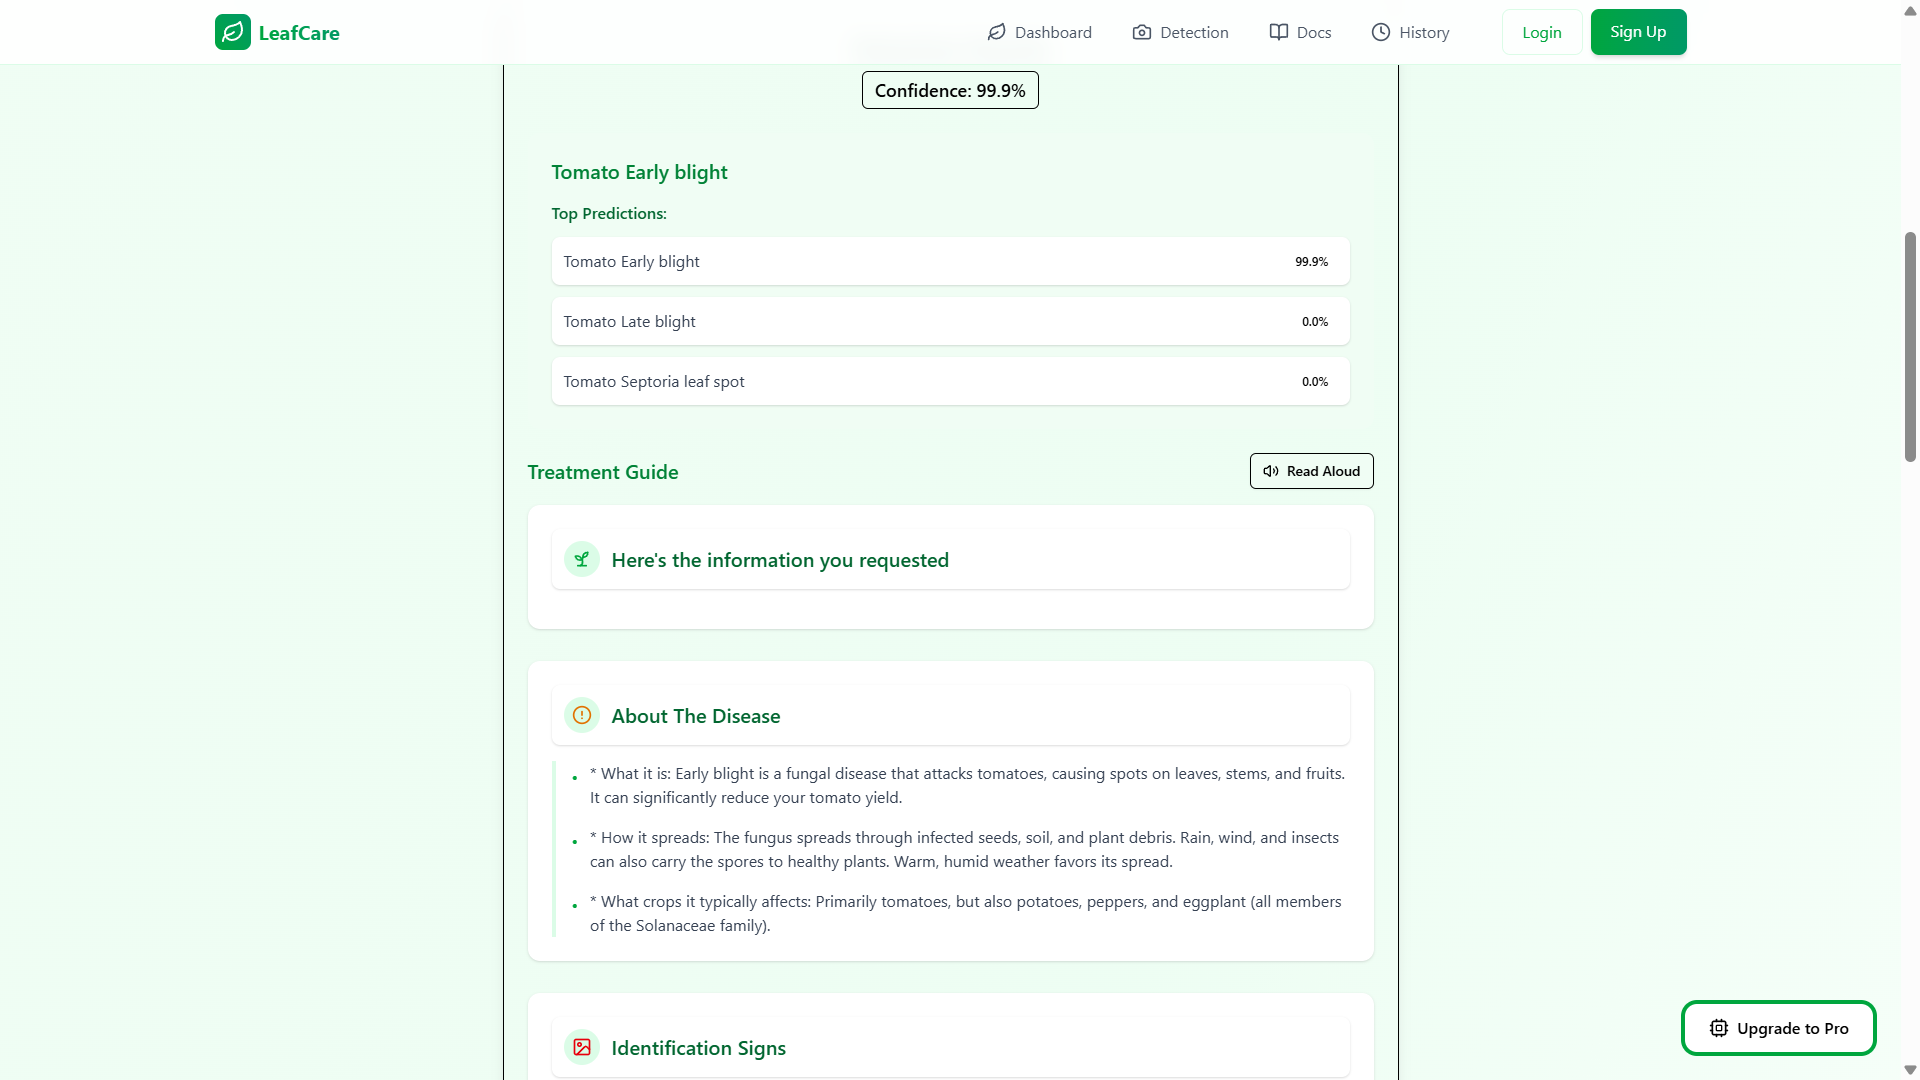 LeafCare
Dashboard
Detection
Docs
History
Login
Sign Up
Confidence: 99.9%
Tomato Early blight
Top Predictions:
Tomato Early blight 99.9%
Tomato Late blight 0.0%
Tomato Septoria leaf spot 0.0%
Treatment Guide
Read Aloud
Here's the information you requested
About The Disease
• * What it is: Early blight is a fungal disease that attacks tomatoes, causing spots on leaves, stems, and fruits.
It can significantly reduce your tomato yield.
• * How it spreads: The fungus spreads through infected seeds, soil, and plant debris. Rain, wind, and insects
can also carry the spores to healthy plants. Warm, humid weather favors its spread.
• * What crops it typically affects: Primarily tomatoes, but also potatoes, peppers, and eggplant (all members
of the Solanaceae family).
Identification Signs
Upgrade to Pro